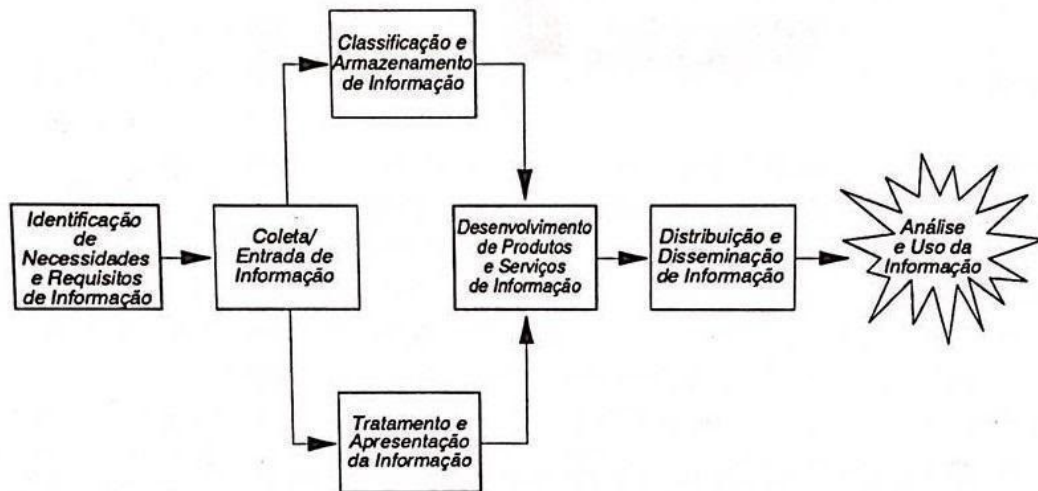 Identificação
de
Necessidades
e Requisitos
de Informação
Coleta/
Entrada de
Informação
Classificação e
Armazenamento
de Informação
Tratamento e
Apresentação
da Informação
Desenvolvimento
de Produtos
e Serviços
de Informação
Distribuição e
Disseminação
de Informação
Análise
e Uso da
Informação